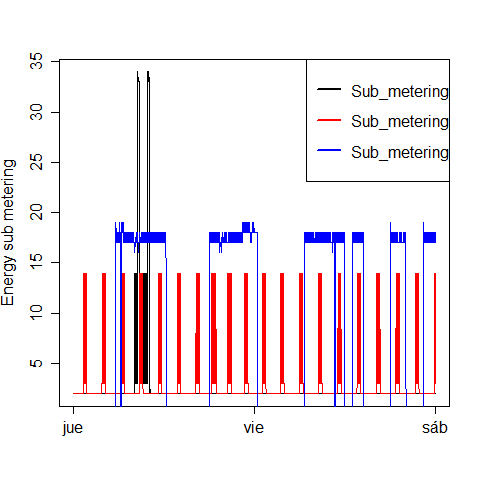 Energy sub metering
35
30
25
20
15
10
5
jue
vie
sáb
Sub_metering
Sub_metering
Sub_metering